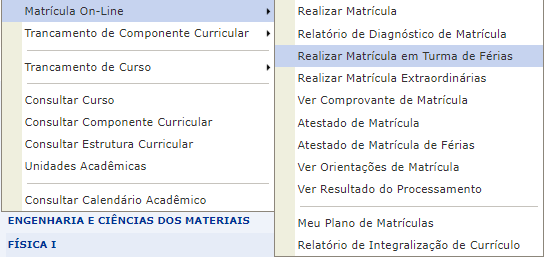 Matrícula On-Line
Trancamento de Componente Curricular
Trancamento de Curso
Consultar Curso
Consultar Componente Curricular
Consultar Estrutura Curricular
Unidades Acadêmicas
Consultar Calendário Acadêmico
ENGENHARIA E CIÊNCIAS DOS MATERIAIS
FÍSICA I
Realizar Matrícula
Relatório de Diagnóstico de Matrícula
Realizar Matrícula em Turma de Férias
Realizar Matrícula Extraordinárias
Ver Comprovante de Matrícula
Atestado de Matrícula
Atestado de Matrícula de Férias
Ver Orientações de Matrícula
Ver Resultado do Processamento
Meu Plano de Matrículas
Relatório de Integralização de Currículo